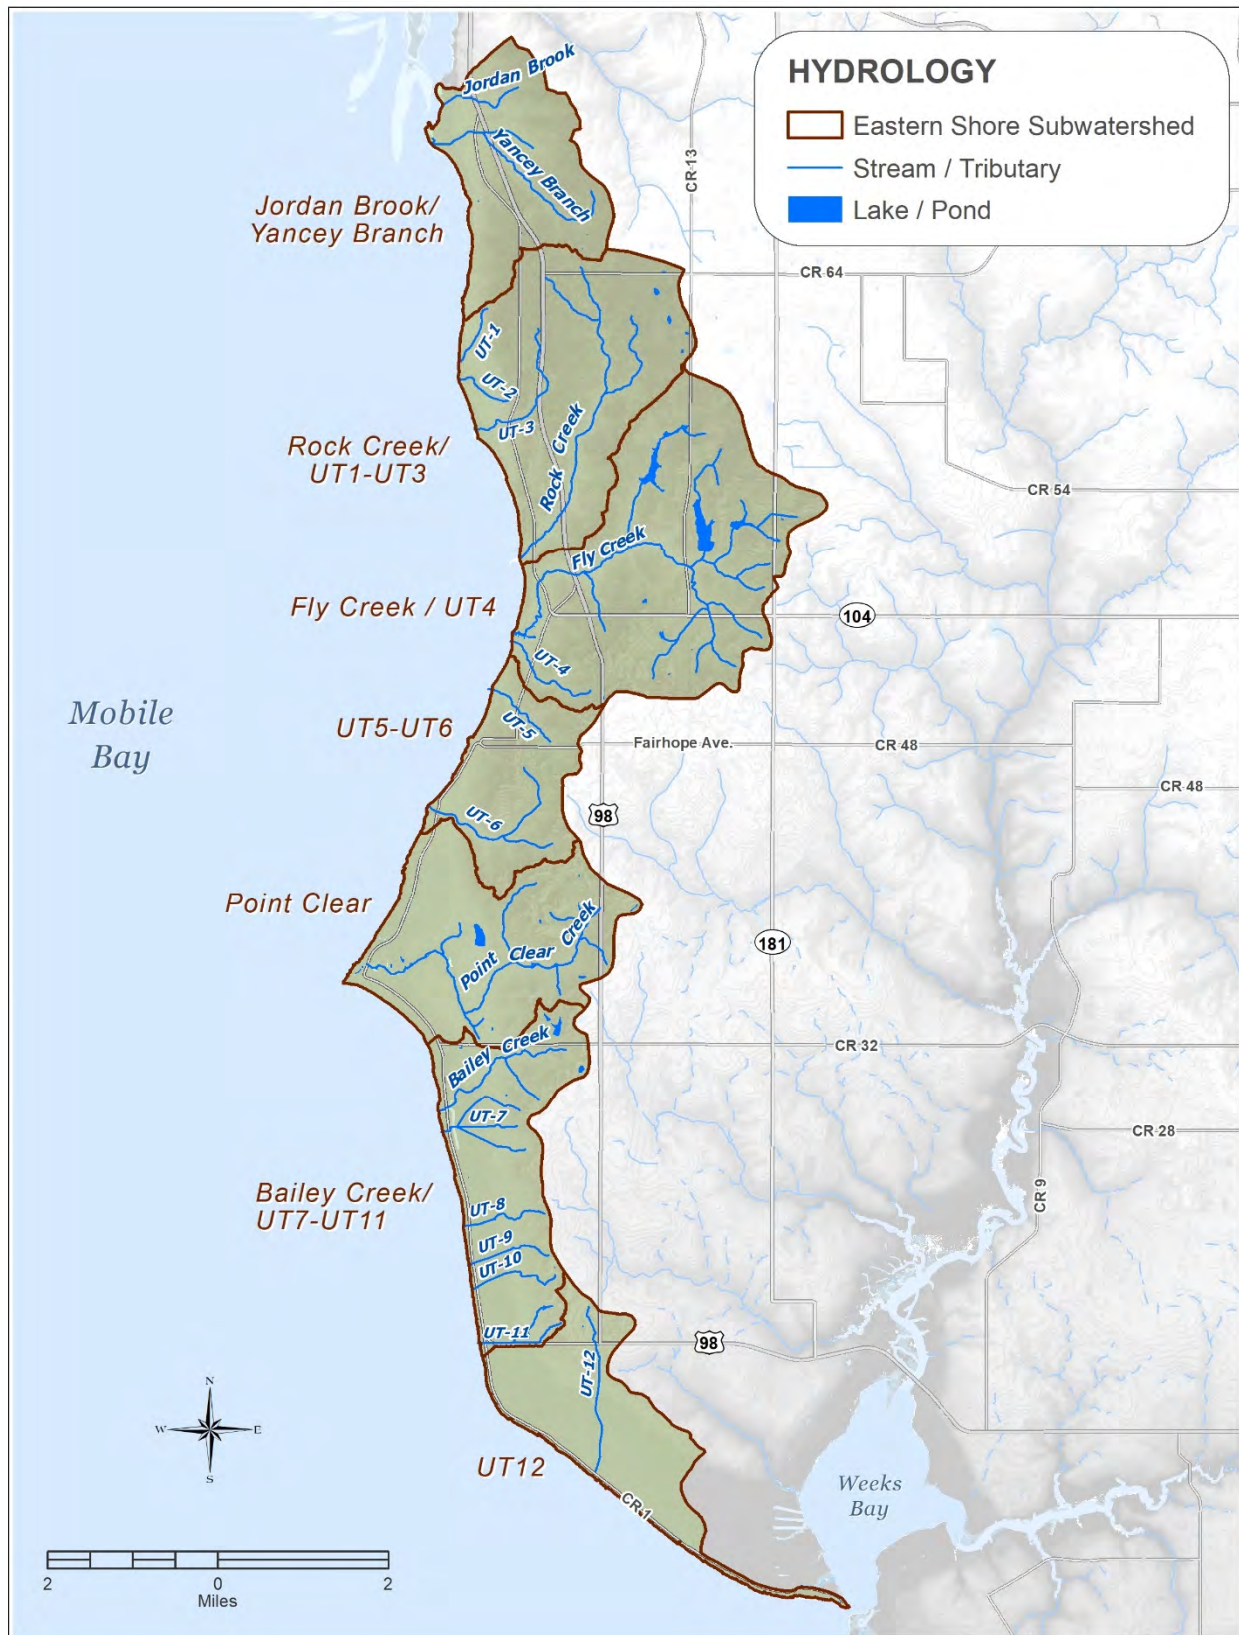 HYDROLOGY
Eastern Shore Subwatershed
Stream / Tributary
Lake / Pond
Jordan Brook
Yancey Branch
CR 13
Jordan Brook/
Yancey Branch
CR 64
UT-1
UT-2
UT-3
Rock Creek
Rock Creek/
UT1-UT3
CR 54
Fly Creek
Fly Creek / UT4
104
UT-4
Mobile
Bay
UT5-UT6
UT-5
Fairhope Ave.
CR 48
CR 48
UT-6
98
Point Clear
Point Clear Creek
181
Bailey Creek
CR 32
UT-7
CR 28
Bailey Creek/
UT7-UT11
CR 9
UT-8
UT-9
UT-10
UT-11
98
UT-12
N
W
E
S
UT12
Weeks
Bay
CR 1
2
0
2
Miles